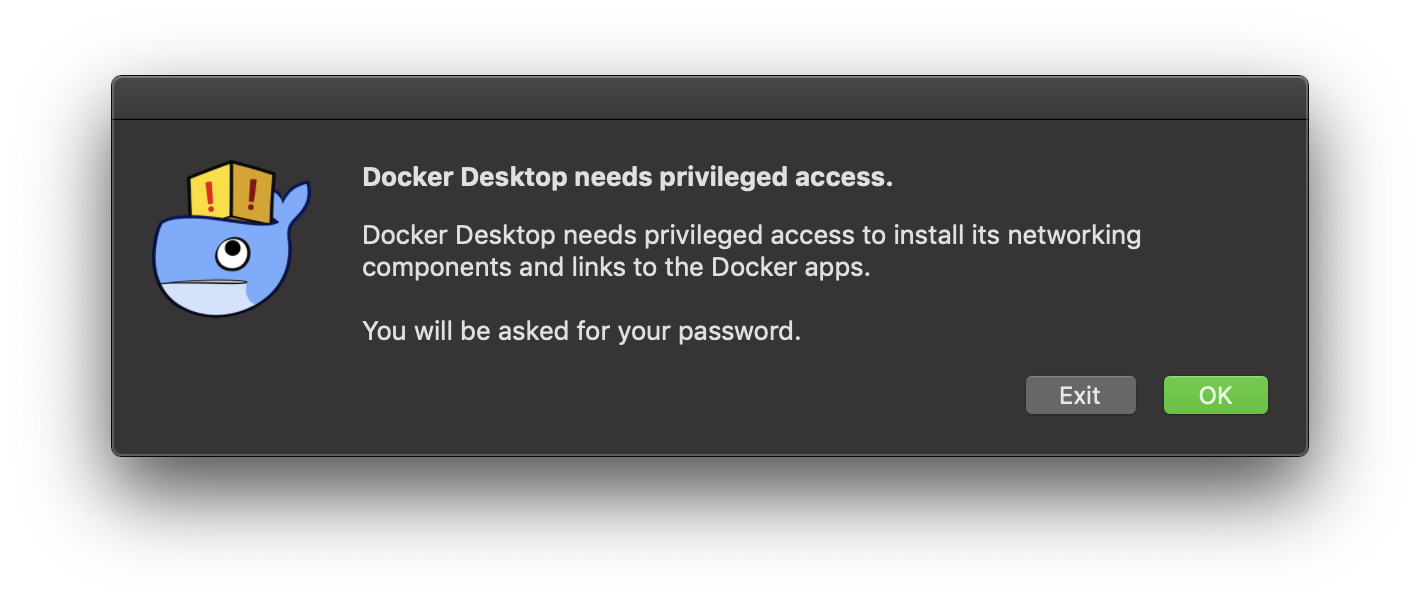 Docker Desktop needs privileged access.
Docker Desktop needs privileged access to install its networking
components and links to the Docker apps.
You will be asked for your password.
Exit
OK